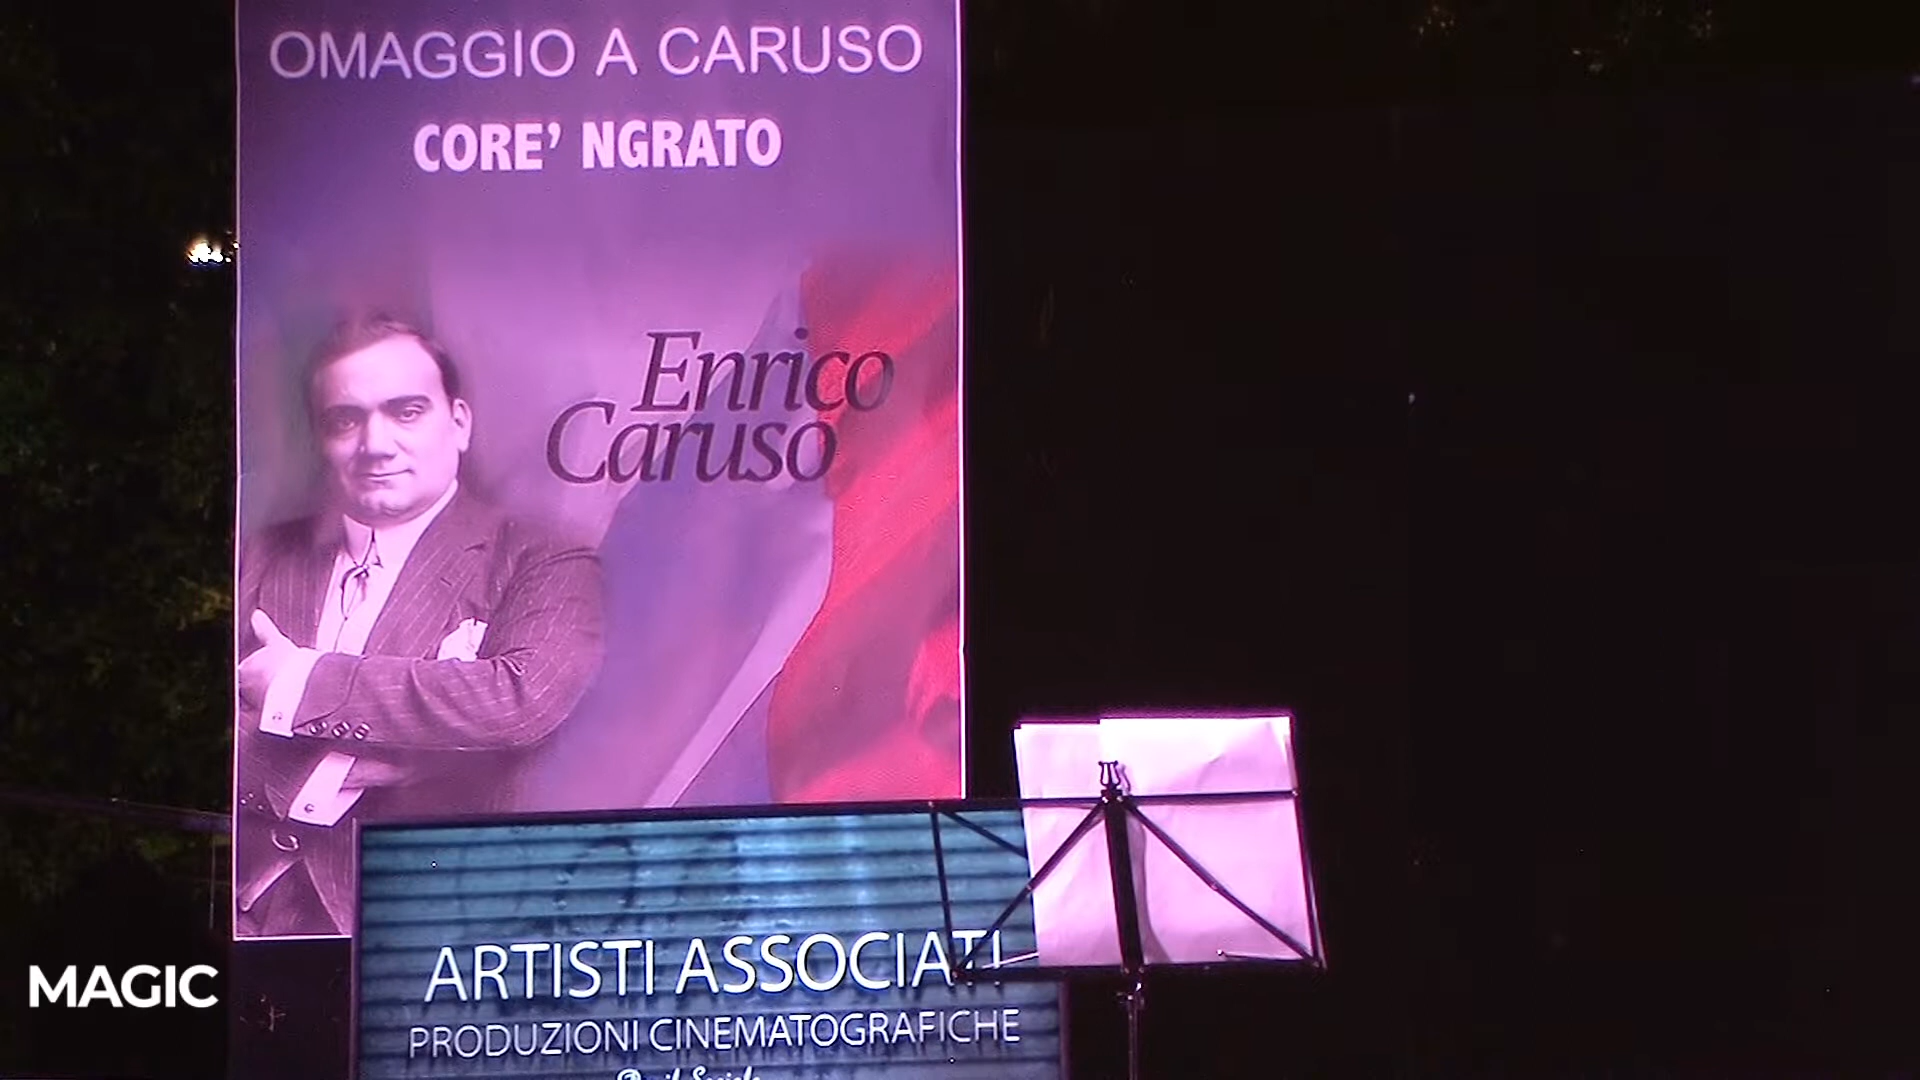 OMAGGIO A CARUSO
CORE' NGRATO
Enrico
Caruso
ARTISTI ASSOCIATI
PRODUZIONI CINEMATOGRAFICHE
MAGIC